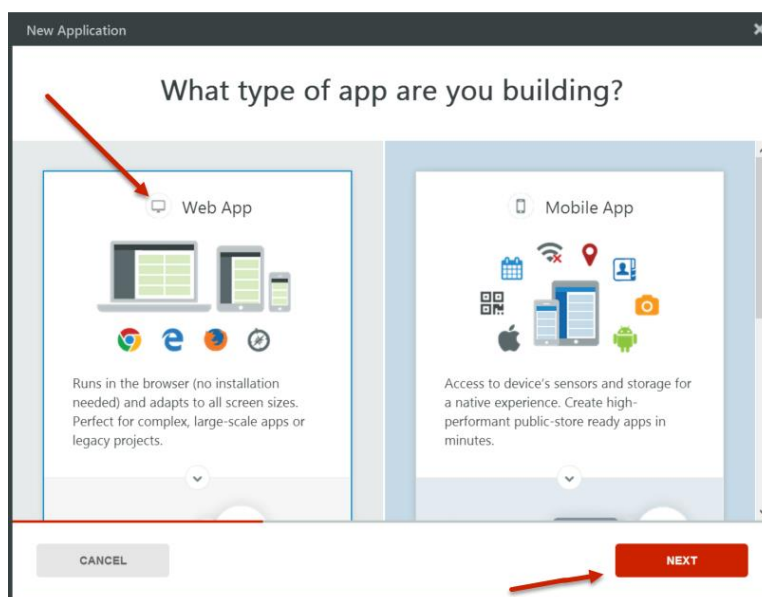 New Application
What type of app are you building?
Web App
Runs in the browser (no installation
needed) and adapts to all screen sizes.
Perfect for complex, large-scale apps or
legacy projects.
Mobile App
Access to device's sensors and storage for
a native experience. Create high-
performant public-store ready apps in
minutes.
CANCEL
NEXT